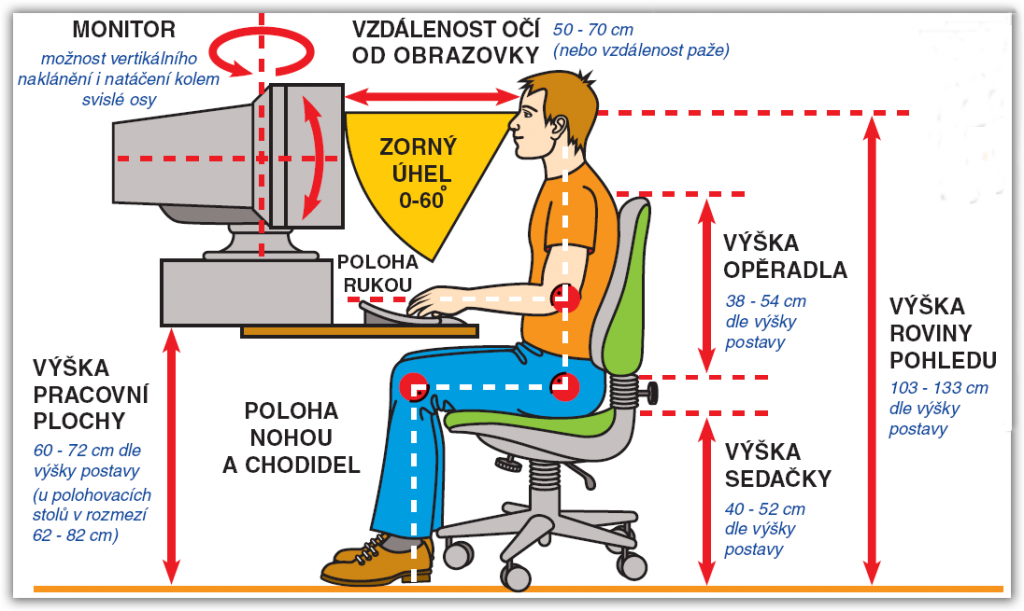 MONITOR
možnost vertikálního
naklánění i natáčení kolem
svislé osy
VZDÁLENOST OČÍ
OD OBRAZOVKY
50 - 70 cm
(nebo vzdálenost paže)
ZORNÝ
ÚHEL
0-60°
POLOHA
RUKOU
VÝŠKA
OPĚRADLA
38 - 54 cm
dle výšky
postavy
VÝŠKA
ROVINY
POHLEDU
103 - 133 cm
dle výšky
postavy
VÝŠKA
PRACOVNÍ
PLOCHY
60 - 72 cm dle
výšky postavy
(u polohovacích
stolů v rozmezí
62 - 82 cm)
POLOHA
NOHOU
A CHODIDEL
VÝŠKA
SEDAČKY
40 - 52 cm
dle výšky
postavy